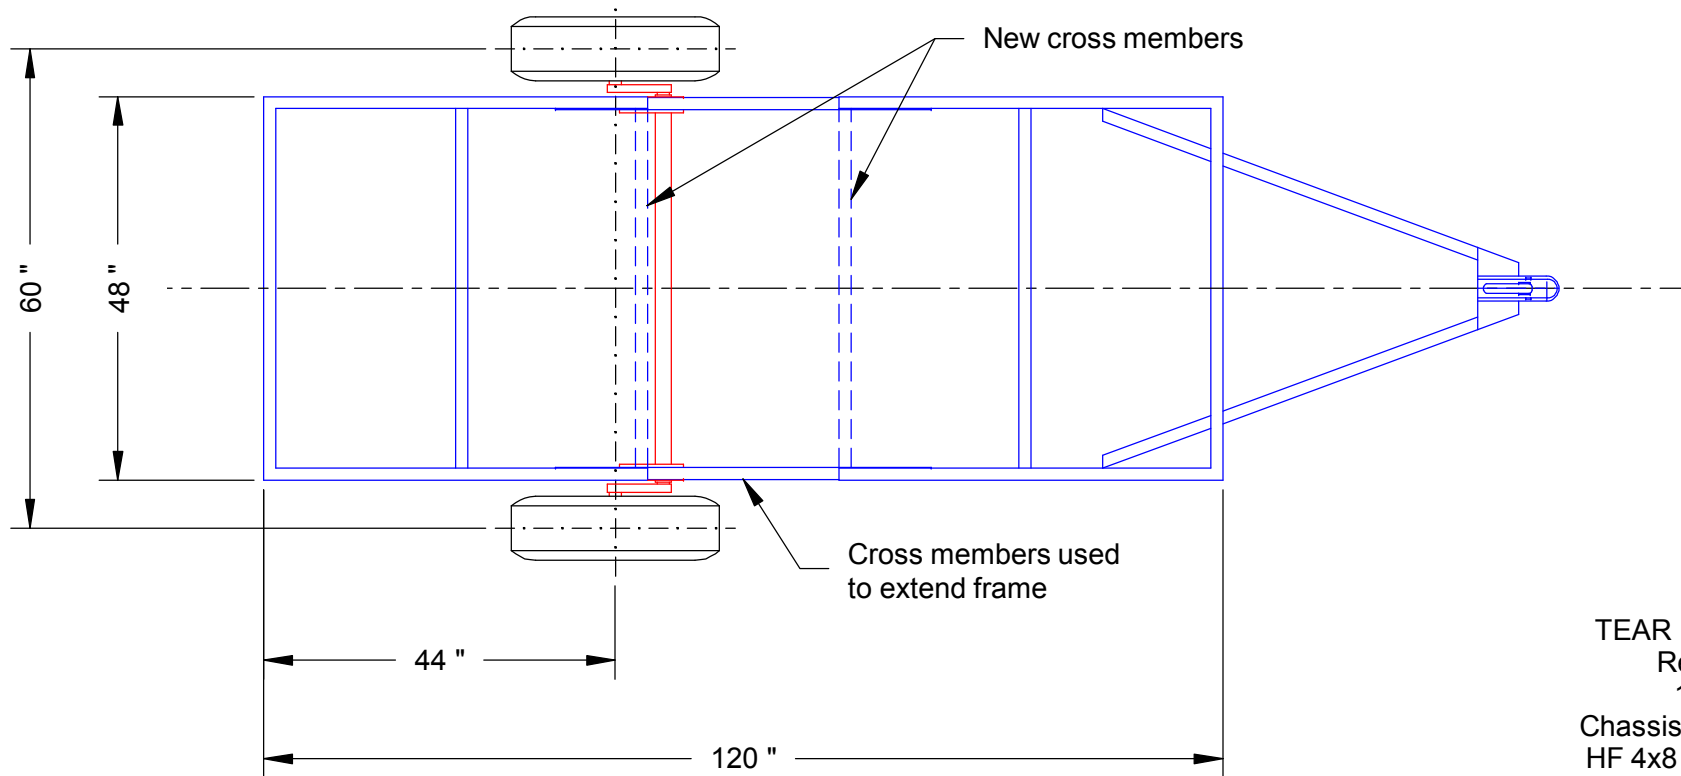 New cross members
60 "
48"
Cross members used
to extend frame
44 "
120 "
TEAR
Chassis
HF 4x8